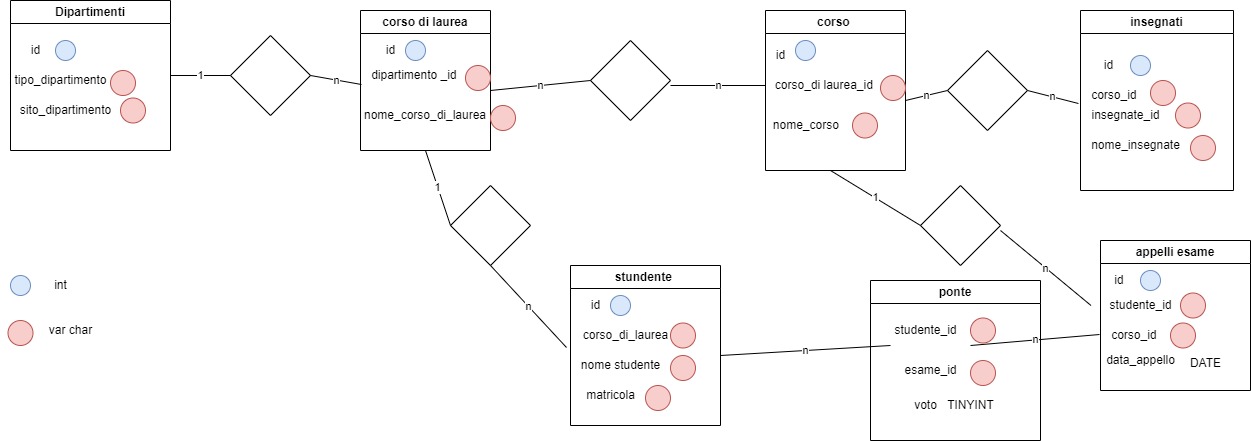 Dipartimenti
id
tipo_dipartimento
sito_dipartimento
1
n
corso di laurea
id
dipartimento _id
nome_corso_di_laurea
n
n
corso
id
corso_di laurea_id
nome_corso
n
n
insegnati
id
corso_id
insegnate_id
nome_insegnate
1
n
1
n
int
var char
stundente
id
corso_di_laurea
nome studente
matricola
n
ponte
studente_id
esame_id
voto TINYINT
n
appelli esame
id
studente_id
corso_id
data_appello DATE